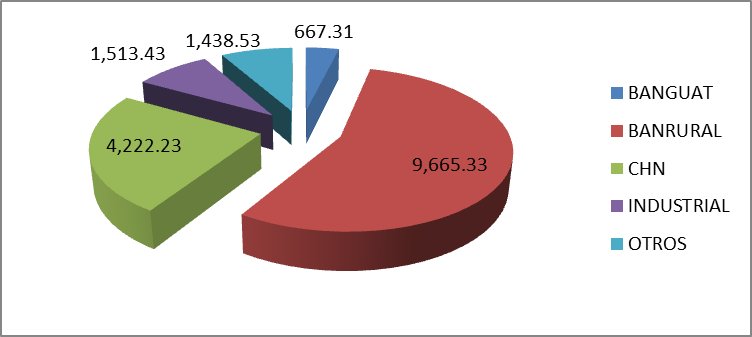 667.31
1,438.53
1,513.43
4,222.23
9,665.33
BANGUAT
BANRURAL
CHN
INDUSTRIAL
OTROS